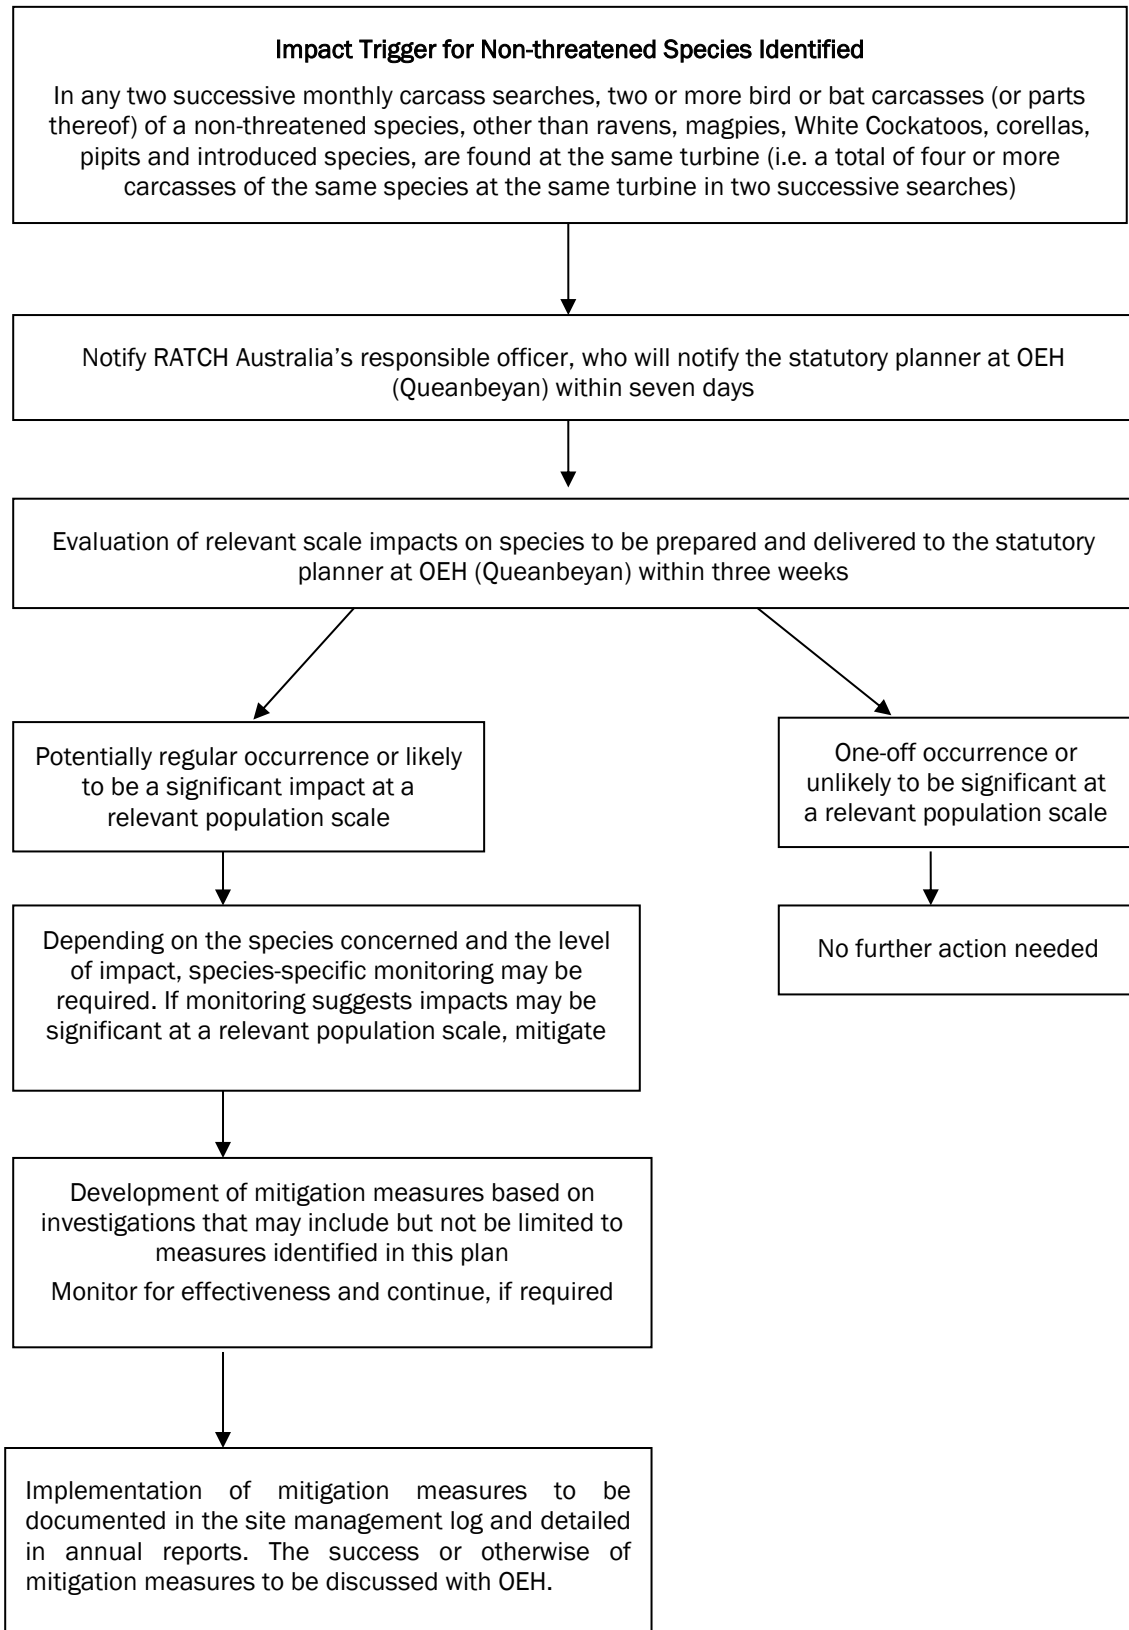 Impact Trigger for Non-threatened Species Identified
In any two successive monthly carcass searches, two or more bird or bat carcasses (or parts
thereof) of a non-threatened species, other than ravens, magpies, White Cockatoos, corellas,
pipits and introduced species, are found at the same turbine (i.e. a total of four or more
carcasses of the same species at the same turbine in two successive searches)
Notify RATCH Australia's responsible officer, who will notify the statutory planner at OEH
(Queanbeyan) within seven days
Evaluation of relevant scale impacts on species to be prepared and delivered to the statutory
planner at OEH (Queanbeyan) within three weeks
Potentially regular occurrence or likely
to be a significant impact at a
relevant population scale
One-off occurrence or
unlikely to be significant at
a relevant population scale
Depending on the species concerned and the level
of impact, species-specific monitoring may be
required. If monitoring suggests impacts may be
significant at a relevant population scale, mitigate
No further action needed
Development of mitigation measures based on
investigations that may include but not be limited to
measures identified in this plan
Monitor for effectiveness and continue, if required
Implementation of mitigation measures to be
documented in the site management log and detailed
in annual reports. The success or otherwise of
mitigation measures to be discussed with OEH.